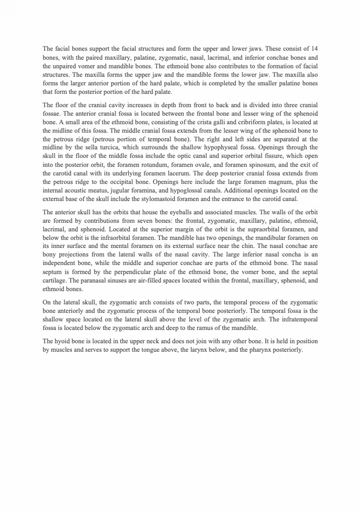 The facial bones support the facial structures and form the upper and lower jaws. These consist of 14
bones, with the paired maxillary, palatine, zygomatic, nasal, lacrimal, and inferior conchae bones and
the unpaired vomer and mandible bones. The ethmoid bone also contributes to the formation of facial
structures. The maxilla forms the upper jaw and the mandible forms the lower jaw. The maxilla also
forms the larger anterior portion of the hard palate, which is completed by the smaller palatine bones
that form the posterior portion of the hard palate.
The floor of the cranial cavity increases in depth from front to back and is divided into three cranial
fossae. The anterior cranial fossa is located between the frontal bone and lesser wing of the sphenoid
bone. A small area of the ethmoid bone, consisting of the crista galli and cribriform plates, is located at
the midline of this fossa. The middle cranial fossa extends from the lesser wing of the sphenoid bone to
the petrous ridge (petrous portion of temporal bone). The right and left sides are separated at the
midline by the sella turcica, which surrounds the shallow hypophyseal fossa. Openings through the
skull in the floor of the middle fossa include the optic canal and superior orbital fissure, which open
into the posterior orbit, the foramen rotundum, foramen ovale, and foramen spinosum, and the exit of
the carotid canal with its underlying foramen lacerum. The deep posterior cranial fossa extends from
the petrous ridge to the occipital bone. Openings here include the large foramen magnum, plus the
internal acoustic meatus, jugular foramina, and hypoglossal canals. Additional openings located on the
external base of the skull include the stylomastoid foramen and the entrance to the carotid canal.
The anterior skull has the orbits that house the eyeballs and associated muscles. The walls of the orbit
are formed by contributions from seven bones: the frontal, zygomatic, maxillary, palatine, ethmoid,
lacrimal, and sphenoid. Located at the superior margin of the orbit is the supraorbital foramen, and
below the orbit is the infraorbital foramen. The mandible has two openings, the mandibular foramen on
its inner surface and the mental foramen on its external surface near the chin. The nasal conchae are
bony projections from the lateral walls of the nasal cavity. The large inferior nasal concha is an
independent bone, while the middle and superior conchae are parts of the ethmoid bone. The nasal
septum is formed by the perpendicular plate of the ethmoid bone, the vomer bone, and the septal
cartilage. The paranasal sinuses are air-filled spaces located within the frontal, maxillary, sphenoid, and
ethmoid bones.
On the lateral skull, the zygomatic arch consists of two parts, the temporal process of the zygomatic
bone anteriorly and the zygomatic process of the temporal bone posteriorly. The temporal fossa is the
shallow space located on the lateral skull above the level of the zygomatic arch. The infratemporal
fossa is located below the zygomatic arch and deep to the ramus of the mandible.
The hyoid bone is located in the upper neck and does not join with any other bone. It is held in position
by muscles and serves to support the tongue above, the larynx below, and the pharynx posteriorly.